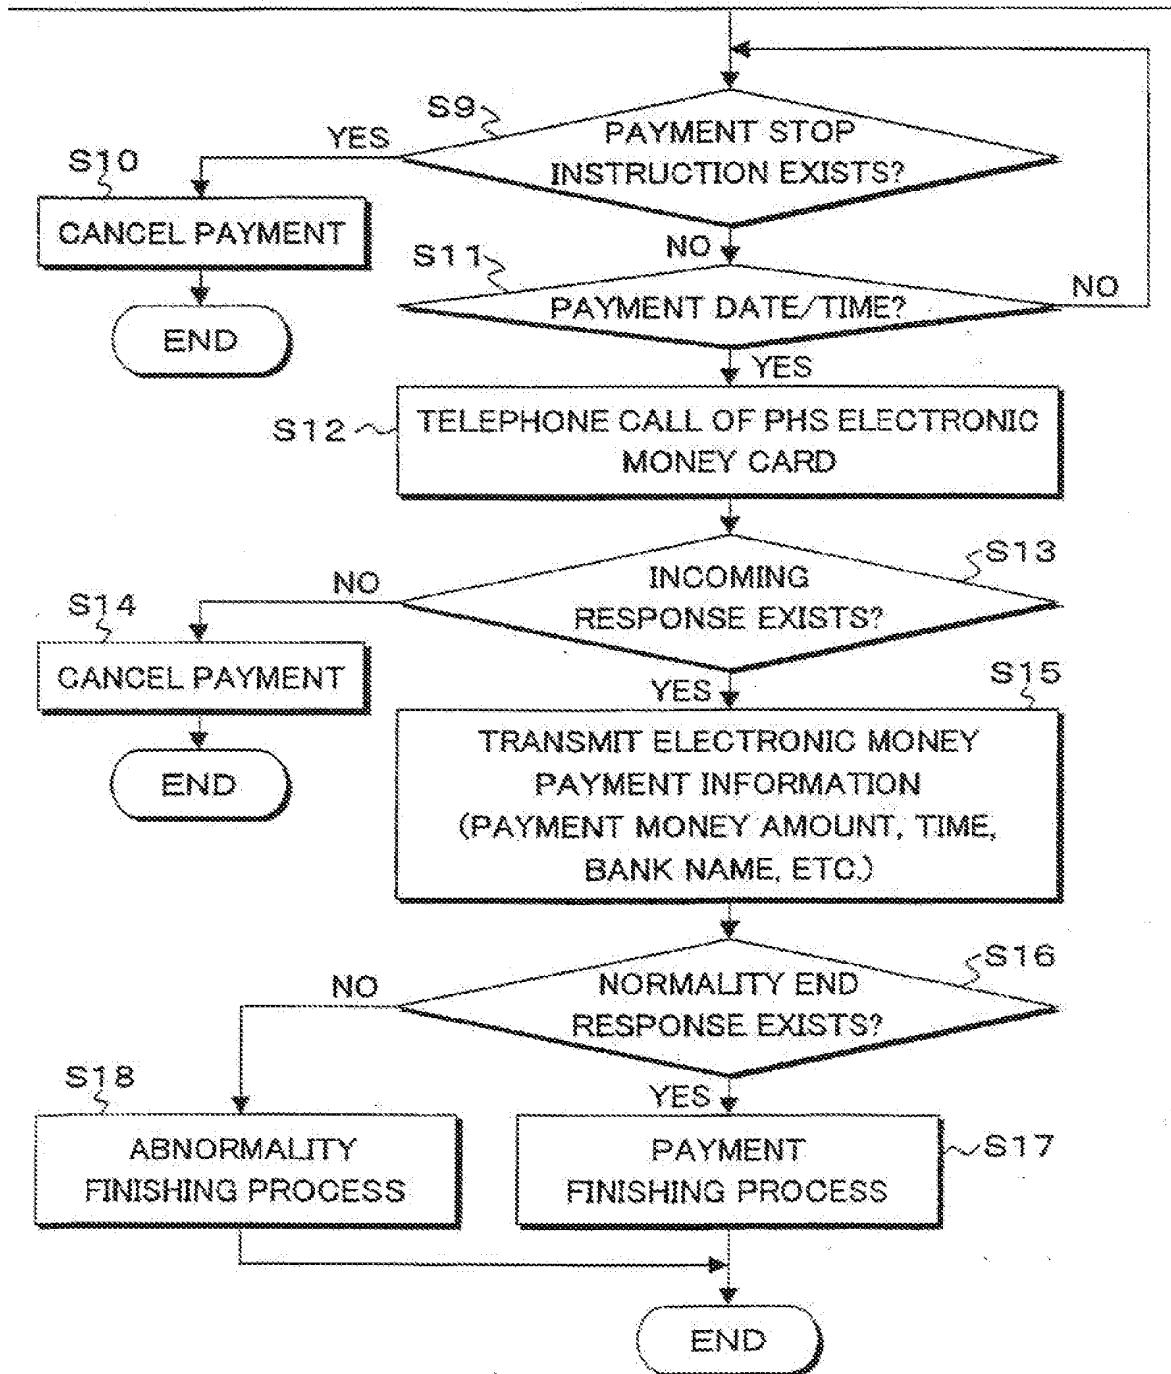 S9
PAYMENT STOP
INSTRUCTION EXISTS?
YES
S10
CANCEL PAYMENT
END
NO
S11
PAYMENT DATE/TIME?
NO
YES
S12
TELEPHONE CALL OF PHS ELECTRONIC
MONEY CARD
S13
INCOMING
RESPONSE EXISTS?
NO
S14
CANCEL PAYMENT
END
YES
S15
TRANSMIT ELECTRONIC MONEY
PAYMENT INFORMATION
(PAYMENT MONEY AMOUNT, TIME,
BANK NAME, ETC.)
S16
NORMALITY END
RESPONSE EXISTS?
NO
S18
ABNORMALITY
FINISHING PROCESS
YES
S17
PAYMENT
FINISHING PROCESS
END